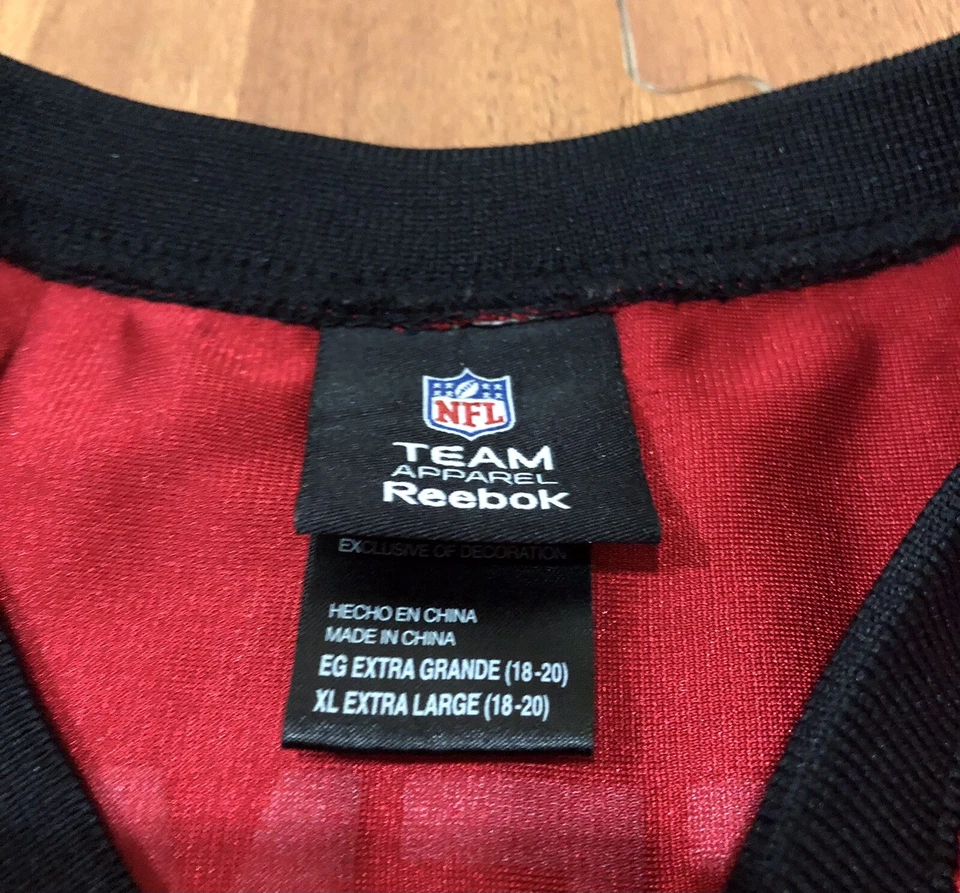 NFL
TEAM
APPAREL
Reebok
EXCLUSIVE OF DECORATION
HECHO EN CHINA
MADE IN CHINA
EG EXTRA GRANDE (18-20)
XL EXTRA LARGE (18-20)